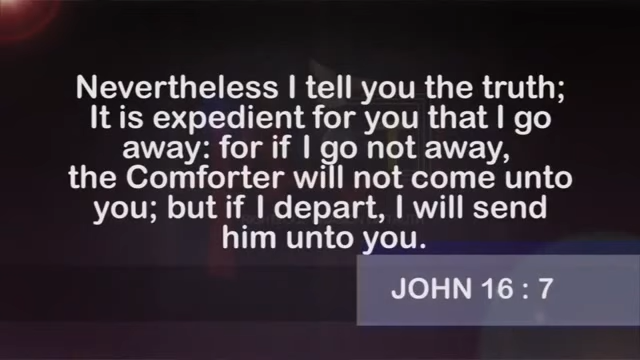 Nevertheless I tell you the truth;
It is expedient for you that I go
away: for if I go not away,
the Comforter will not come unto
you; but if I depart, I will send
him unto you.
JOHN 16 : 7